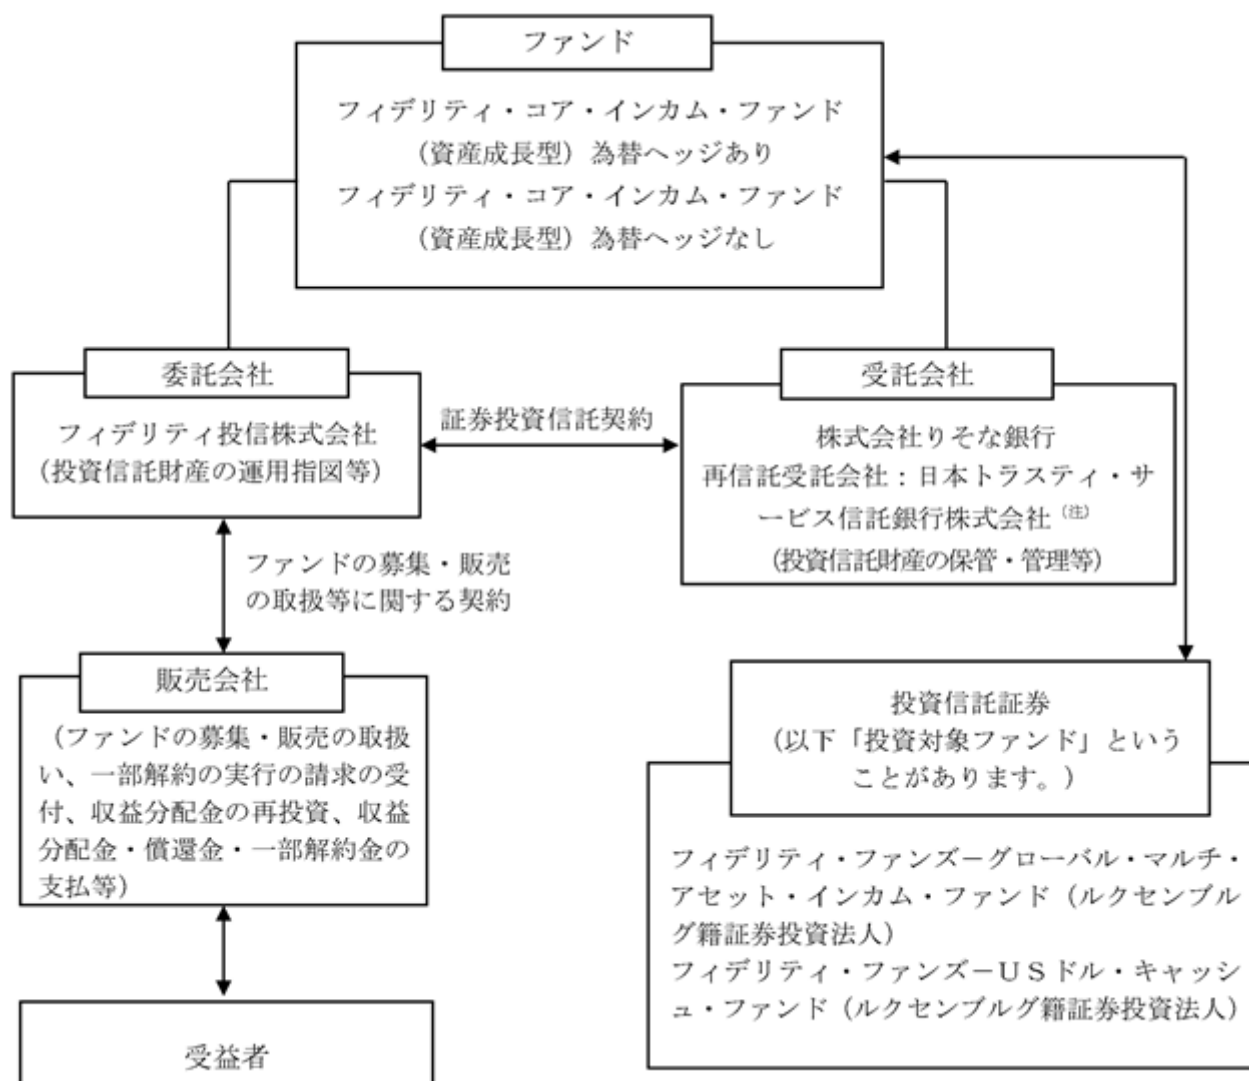 ファンド
フィデリティ・コア・インカム・ファンド
（資産成長型）為替ヘッジあり
フィデリティ・コア・インカム・ファンド
（資産成長型）為替ヘッジなし
委託会社
フィデリティ投信株式会社
（投資信託財産の運用指図等）
証券投資信託契約
受託会社
株式会社りそな銀行
再信託受託会社：日本トラスティ・サ
ービス信託銀行株式会社（注）
（投資信託財産の保管・管理等）
ファンドの募集・販売
の取扱等に関する契約
販売会社
（ファンドの募集・販売の取扱
い、一部解約の実行の請求の受
付、収益分配金の再投資、収益
分配金・償還金・一部解約金の
支払等）
受益者
投資信託証券
（以下「投資対象ファンド」という
ことがあります。）
フィデリティ・ファンズ－グローバル・マルチ・
アセット・インカム・ファンド（ルクセンブル
グ籍証券投資法人）
フィデリティ・ファンズ－ＵＳドル・キャッシ
ュ・ファンド（ルクセンブルグ籍証券投資法人）